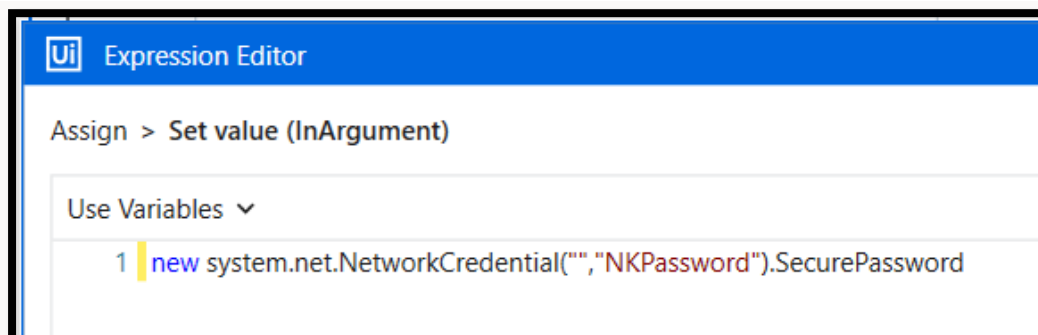 Ui Expression Editor
Assign > Set value (InArgument)
Use Variables
1 new system.net.NetworkCredential("","NKPassword").SecurePassword